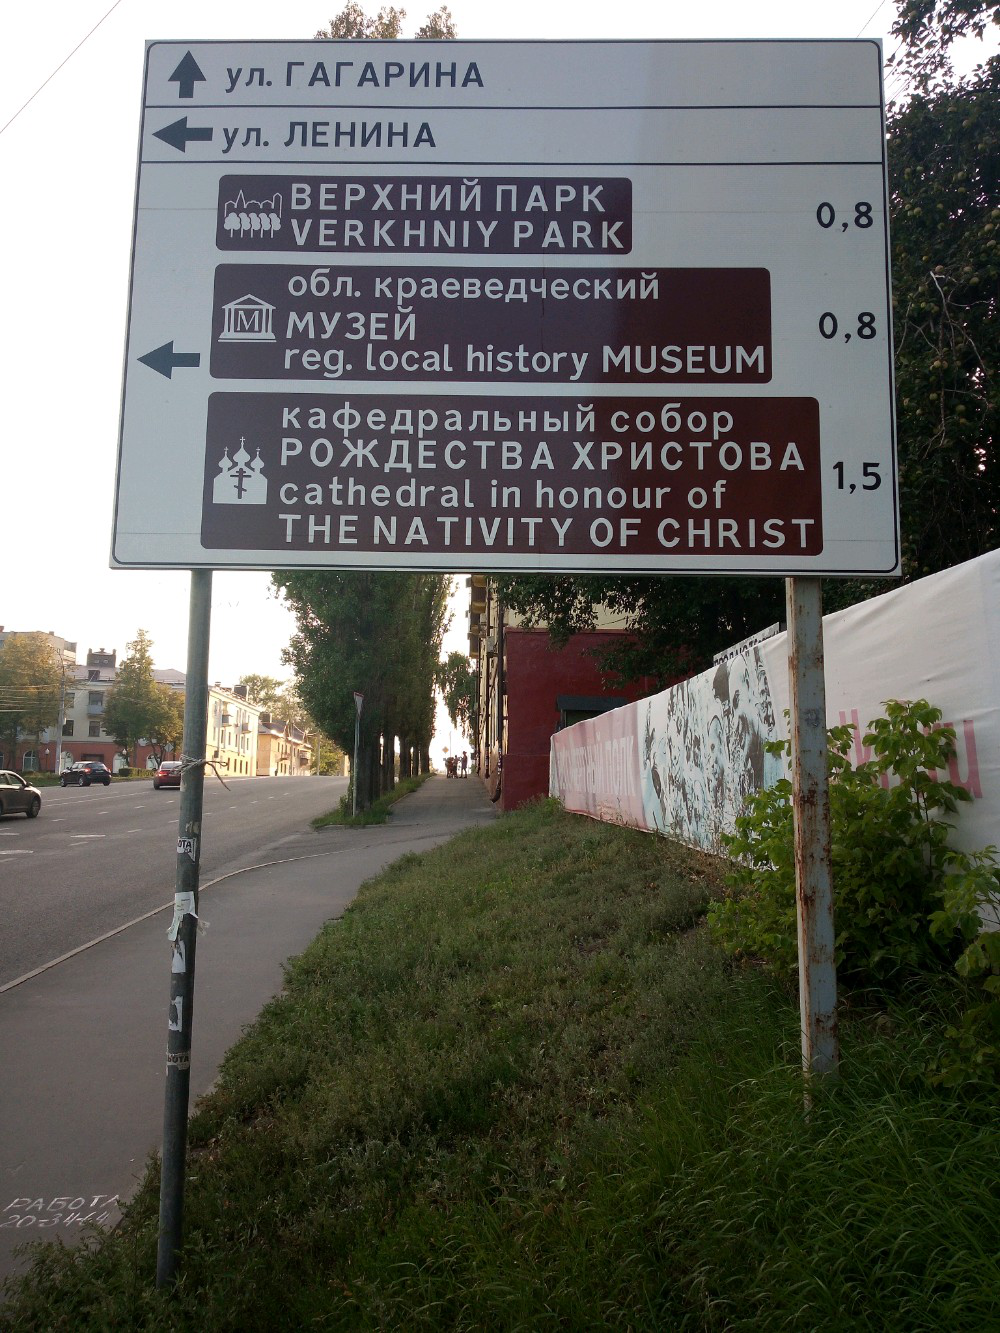 ул. ГАГАРИНА
ул. ЛЕНИНА
ВЕРХНИЙ ПАРК
VERKHNIY PARK
0,8
обл. краеведческий
М МУЗЕЙ
reg. local history MUSEUM
0,8
кафедральный собор
РОЖДЕСТВА ХРИСТОВА
cathedral in honour of
THE NATIVITY OF CHRIST
1,5
РАБОТА